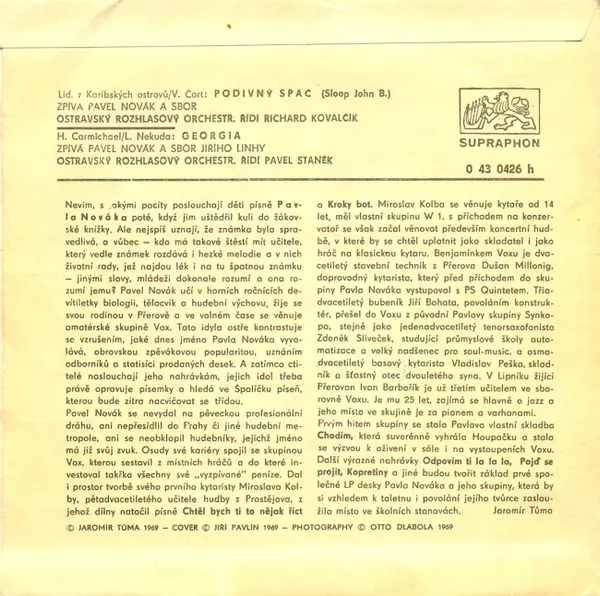 Lid. z Karibských ostrovů/V. Čort: PODIVNÝ SPAC (Sloop John B.)
ZPÍVÁ PAVEL NOVÁK A SBOR
OSTRAVSKÝ ROZHLASOVÝ ORCHESTR. ŘÍDÍ RICHARD KOVALČÍK
H. Carmichael/L. Nekuda: GEORGIA
ZPÍVÁ PAVEL NOVÁK A SBOR JIŘÍHO LINHY
OSTRAVSKÝ ROZHLASOVÝ ORCHESTR. ŘÍDÍ PAVEL STANĚK
SUPRAPHON
0 43 0426 h
Nevím, s .akými pocity poslouchají děti písně Pav-
la Nováka poté, když jim uštědřil kuli do žákov-
ské knížky. Ale nejspíš uznají, že známka byla spra-
vedlivá, a vůbec – kdo má takové štěstí mít učitele,
který vedle známek rozdává i hezké melodie a v nich
životní rady, jež najdou lék i na tu špatnou známku
– jinými slovy, mládeži dokonale rozumí a ona ro-
zumí jemu? Pavel Novák učí v horních ročnících de-
vítiletky biologii, tělocvik a hudební výchovu, žije se
svou rodinou v Přerově a ve volném čase se věnuje
amatérské skupině Vox. Tato idyla ostře kontrastuje
se vzrušením, jaké dnes jméno Pavla Nováka vyvo-
lává, obrovskou zpěvákovou popularitou, uznáním
odborníků a statisíci prodaných desek. A zatímco cti-
telé naslouchají jeho nahrávkám, jejich idol třeba
právě opravuje písemky a hledá ve Špalíčku píseň,
kterou bude zítra nacvičovat se třídou.
Pavel Novák se nevydal na pěveckou profesionální
dráhu, ani nepřesídlil do Prahy či jiné hudební me-
tropole, ani se neobklopil hudebníky, jejichž jméno
má již svůj zvuk. Osudy své kariéry spojil se skupinou
Vox, kterou sestavil z místních hráčů a do které in-
vestoval takřka všechny své „vyzpívané" peníze. Dal
i prostor tvorbě svého prvního kytaristy Miroslava Kol-
by, pětadvacetiletého učitele hudby z Prostějova, z
jehož dílny natočil písně Chtěl bych ti to nějak říct
a Kroky bot. Miroslav Kolba se věnuje kytaře od 14
let, měl vlastní skupinu W 1, s příchodem na konzer-
vatoř se však začal věnovat především koncertní hud-
bě, v které by se chtěl uplatnit jako skladatel i jako
hráč na klasickou kytaru. Benjamínkem Voxu je dva-
cetiletý stavební technik z Přerova Dušan Millonig,
doprovodný kytarista, který před příchodem do sku-
piny Pavla Nováka vystupoval s PS Quintetem. Třia-
dvacetiletý bubeník Jiří Bohata, povoláním konstruk-
tér, přešel do Voxu z původní Pavlovy skupiny Synko-
pa, stejně jako jedenadvacetiletý tenorsaxofonista
Zdeněk Sliveček, studující průmyslové školy auto-
matizace a velký nadšenec pro soul-music, a osma-
dvacetiletý basový kytarista Vladislav Peška, sklad-
ník a šťastný otec dvouletého syna. V Lipníku žijící
Přerovan Ivan Barbořík je už třetím učitelem ve sbo-
rovně Voxu. Je mu 25 let, zajímá se hlavně o jazz a
jeho místo ve skupině je za pianem a varhanami.
Prvým hitem skupiny se stala Pavlova vlastní skladba
Chodím, která suverénně vyhrála Houpačku a stala
se výzvou k oživení v sále i na vystoupeních Voxu.
Další výrazné nahrávky Odpovím ti la la la, Pojď se
projít, Kopretiny a jiné budou tvořit základ prvé spo-
lečné LP desky Pavla Nováka a jeho skupiny, která by
si vzhledem k talentu i povolání jejího tvůrce zaslou-
žila místo ve školních stanovách. Jaromír Tůma
© JAROMÍR TŮMA 1969 – COVER © JIŘÍ PAVLÍN 1969 – PHOTOGRAPHY © OTTO DLABOLA 1969